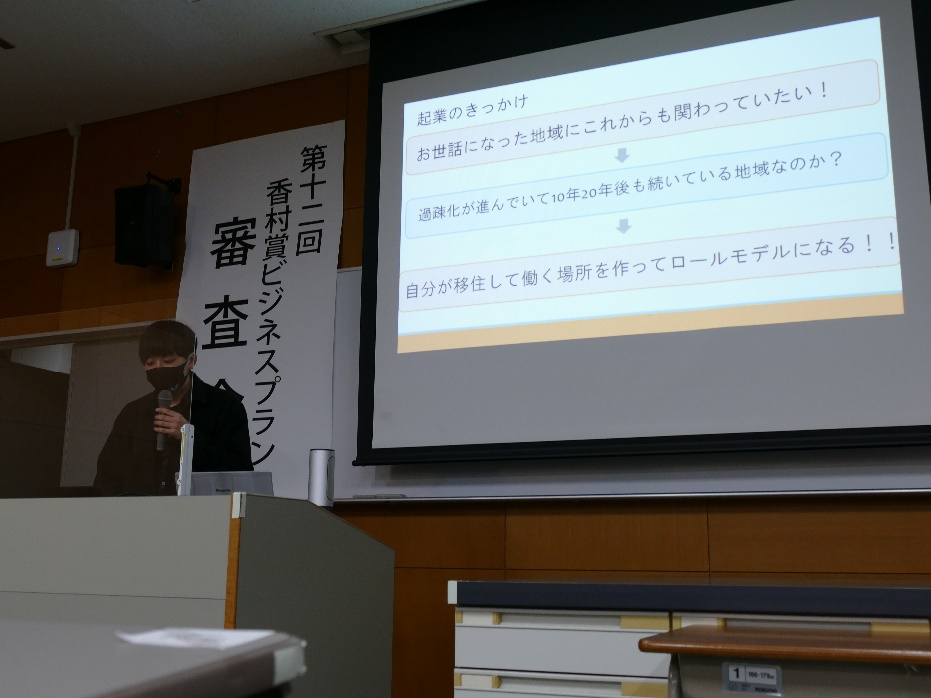 起業のきっかけ
お世話になった地域にこれからも関わっていたい！
過疎化が進んでいて10年20年後も続いている地域なのか？
自分が移住して働く場所を作ってロールモデルになる！！
第十二回
香村賞ビジネスプラン
審査会
1